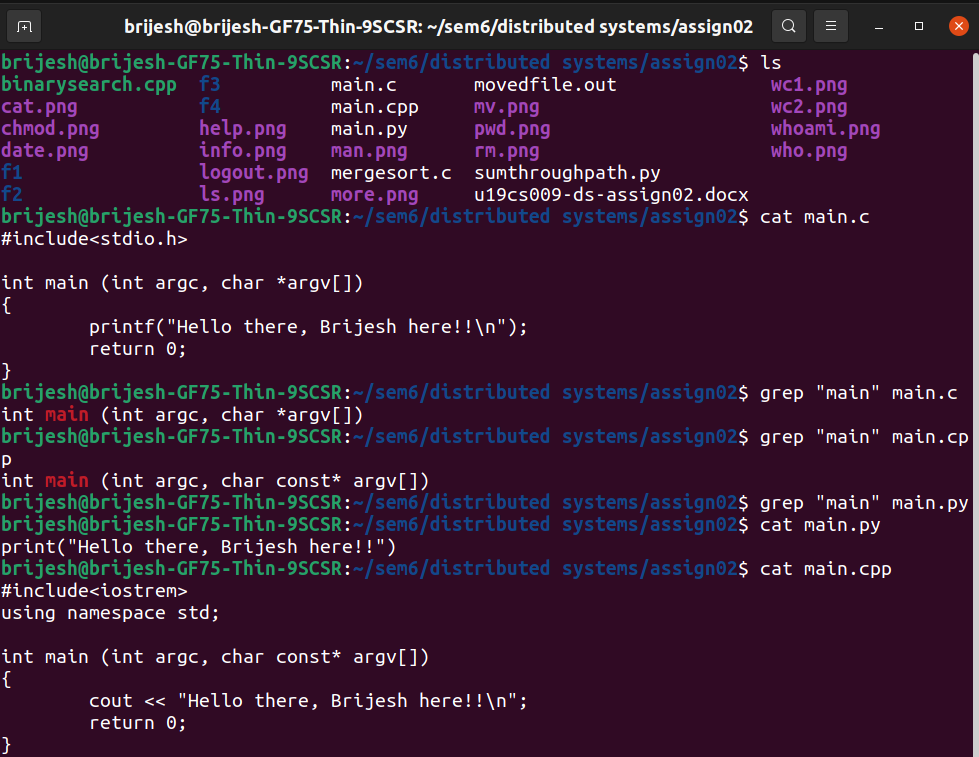 brijesh@brijesh-GF75-Thin-9SCSR: ~/sem6/distributed systems/assign02
brijesh@brijesh-GF75-Thin-9SCSR:~/sem6/distributed systems/assign02$ ls
binarysearch.cpp  f3          main.c       movedfile.out              wc1.png
cat.png           f4          main.cpp     mv.png                     wc2.png
chmod.png         help.png    main.py      pwd.png                    whoami.png
date.png          info.png    man.png      rm.png                     who.png
f1                logout.png  mergesort.c  sumthroughpath.py
f2                ls.png      more.png     u19cs009-ds-assign02.docx
brijesh@brijesh-GF75-Thin-9SCSR:~/sem6/distributed systems/assign02$ cat main.c
#include<stdio.h>

int main (int argc, char *argv[])
{
        printf("Hello there, Brijesh here!!\n");
        return 0;
}
brijesh@brijesh-GF75-Thin-9SCSR:~/sem6/distributed systems/assign02$ grep "main" main.c
int main (int argc, char *argv[])
brijesh@brijesh-GF75-Thin-9SCSR:~/sem6/distributed systems/assign02$ grep "main" main.cp
p
int main (int argc, char const* argv[])
brijesh@brijesh-GF75-Thin-9SCSR:~/sem6/distributed systems/assign02$ grep "main" main.py
brijesh@brijesh-GF75-Thin-9SCSR:~/sem6/distributed systems/assign02$ cat main.py
print("Hello there, Brijesh here!!")
brijesh@brijesh-GF75-Thin-9SCSR:~/sem6/distributed systems/assign02$ cat main.cpp
#include<iostrem>
using namespace std;

int main (int argc, char const* argv[])
{
        cout << "Hello there, Brijesh here!!\n";
        return 0;
}